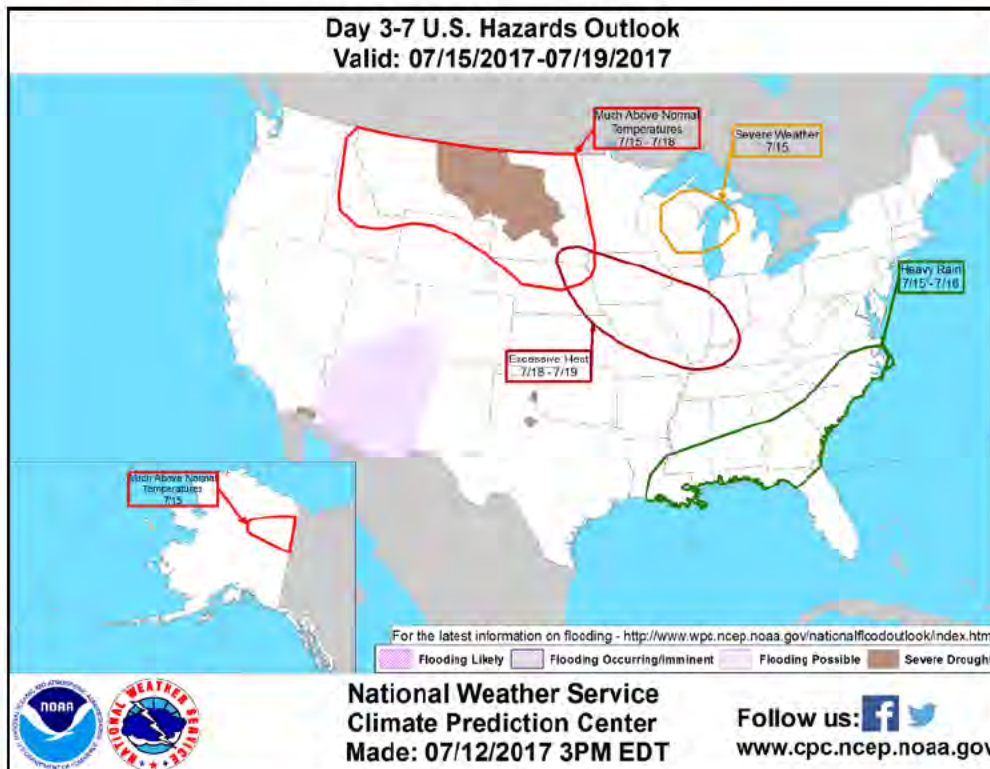 Day 3-7 U.S. Hazards Outlook
Valid: 07/15/2017-07/19/2017
Much Above Normal
Temperatures
7/15 - 7/18
Severe Weather
7/15
Heavy Rain
7/15 - 7/16
Excessive Heat
7/18 - 7/19
Much Above Normal
Temperatures
7/15
For the latest information on flooding - http://www.wpc.ncep.noaa.gov/nationalfloodoutlook/index.htm
Flooding Likely
Flooding Occurring/Imminent
Flooding Possible
Severe Drought
NOAA
NATIONAL WEATHER SERVICE
National Weather Service
Climate Prediction Center
Made: 07/12/2017 3PM EDT
Follow us:
www.cpc.ncep.noaa.gov